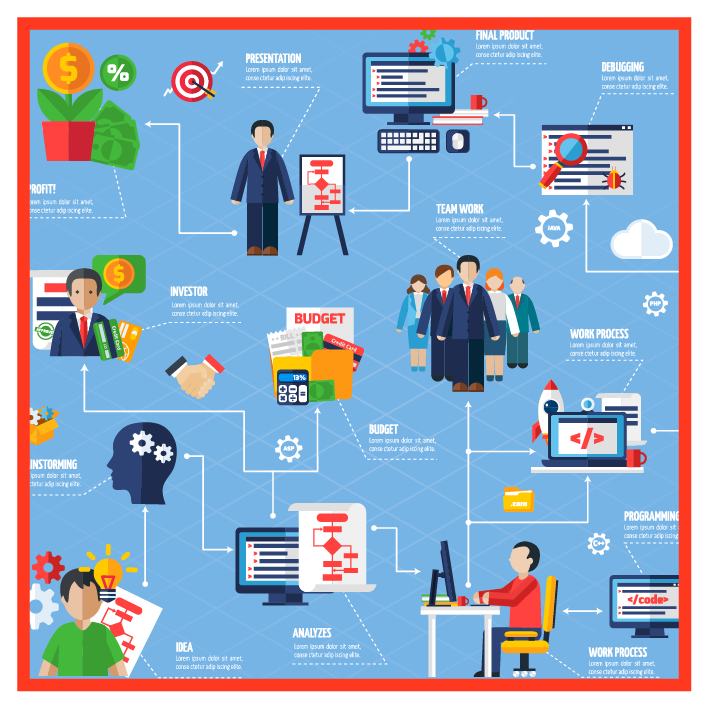 FINAL PRODUCT
Lorem ipsum dolor sit amet,
conse ctetur adip iscing elite.
PRESENTATION
Lorem ipsum dolor sit amet,
conse ctetur adip iscing elite.
DEBUGGING
Lorem ipsum dolor sit amet,
conse ctetur adip iscing elite.
$
%
PROFIT!
ipsum dolor sit amet,
onse ctetur adip iscing elite.
TEAM WORK
Lorem ipsum dolor sit amet,
conse ctetur adip iscing elite.
JAVA
$
INVESTOR
Lorem ipsum dolor sit amet,
conse ctetur adip iscing elite.
Credit Card
PHP
BUDGET
BILL
Credit Card
13%
WORK PROCESS
Lorem ipsum dolor sit amet,
conse ctetur adip iscing elite.
</>
BUDGET
Lorem ipsum dolor sit amet,
conse ctetur adip iscing elite.
ASP
INSTORMING
ipsum dolor sit amet,
ctetur adip iscing elite.
PROGRAMMING
Lorem ipsum dolor sit amet,
conse ctetur adip iscing elite.
C++
</code>
IDEA
Lorem ipsum dolor sit amet,
conse ctetur adip iscing elite.
ANALYZES
Lorem ipsum dolor sit amet,
conse ctetur adip iscing elite.
WORK PROCESS
Lorem ipsum dolor sit amet,
conse ctetur adip iscing elite.